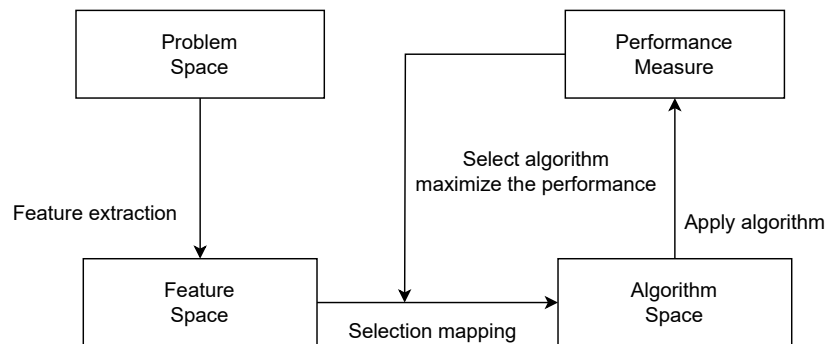 Problem
Space
Performance
Measure
Select algorithm
maximize the performance
Feature extraction
Apply algorithm
Feature
Space
Algorithm
Space
Selection mapping